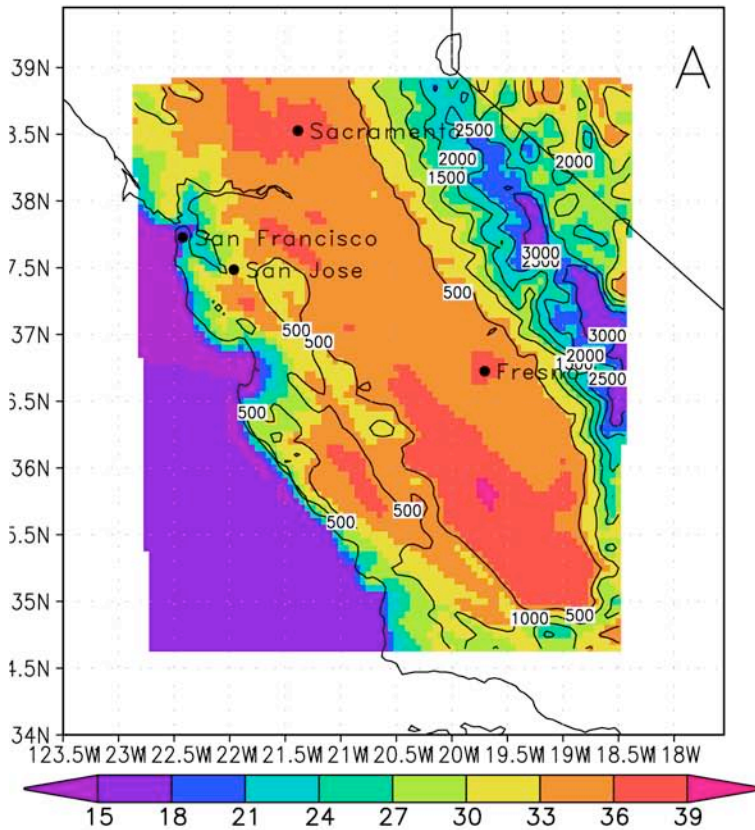 39N
A
2500
8.5N
Sacramento
2000
2000
1500
38N
San Francisco
3000
2500
7.5N
San Jose
500
500
500
37N
3000
2000
1500
Fresno
2500
6.5N
500
36N
500
500
5.5N
35N
1000
500
4.5N
34N
123.5W 23W 22.5W 22W 21.5W 21W 20.5W 20W 19.5W 19W 18.5W 18W
15 18 21 24 27 30 33 36 39